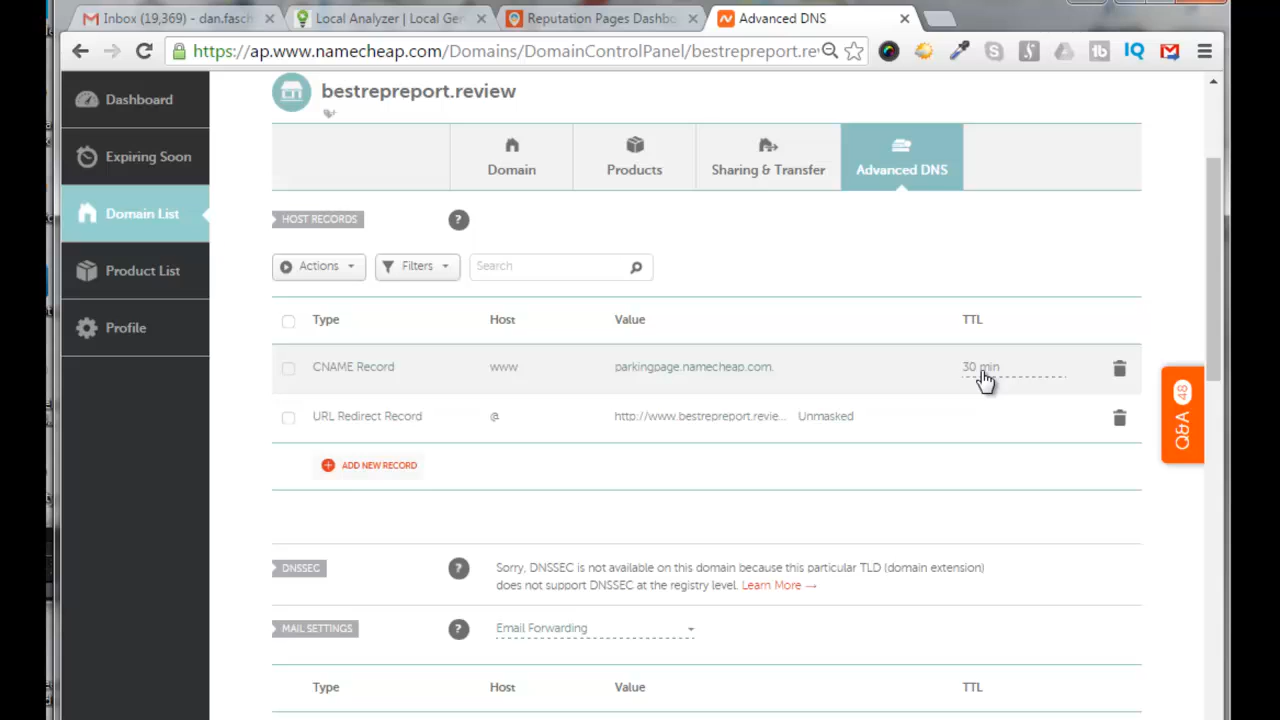 Inbox (19,369) - dan.fasch
Local Analyzer | Local Ger
Reputation Pages Dashbo
Advanced DNS
https://ap.www.namecheap.com/Domains/DomainControlPanel/bestrepreport.re
Dashboard
Expiring Soon
Domain List
Product List
Profile
bestrepreport.review
Domain
Products
Sharing & Transfer
Advanced DNS
HOST RECORDS
?
Actions
Filters
Search
Type Host Value TTL
CNAME Record www parkingpage.namecheap.com. 30 min
URL Redirect Record @ http://www.bestrepreport.revie... Unmasked
ADD NEW RECORD
DNSSEC
?
Sorry, DNSSEC is not available on this domain because this particular TLD (domain extension)
does not support DNSSEC at the registry level. Learn More →
MAIL SETTINGS
?
Email Forwarding
Type Host Value TTL
Q&A 48
tb
IQ